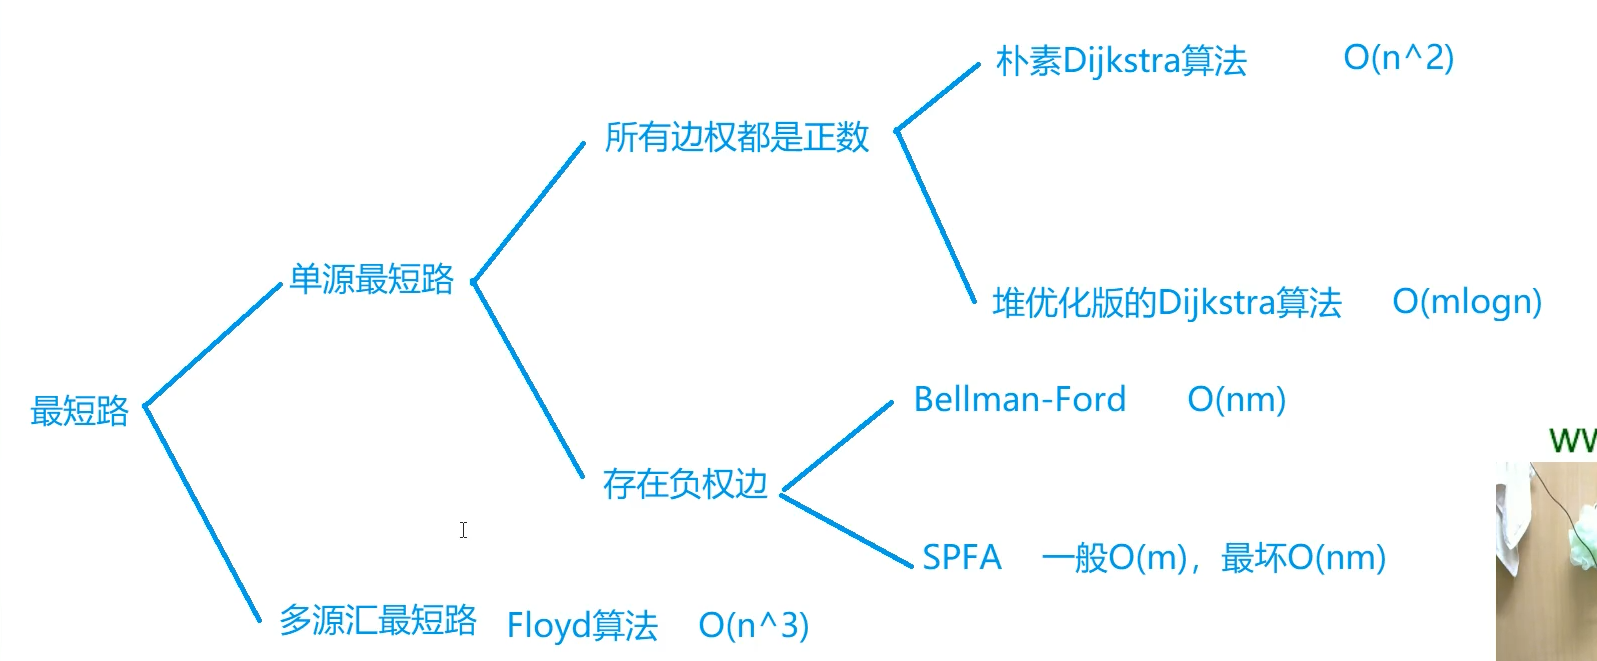 朴素Dijkstra算法 O(n^2)
所有边权都是正数
单源最短路
堆优化版的Dijkstra算法 O(mlogn)
最短路
Bellman-Ford O(nm)
存在负权边
SPFA 一般O(m)，最坏O(nm)
多源汇最短路 Floyd算法 O(n^3)